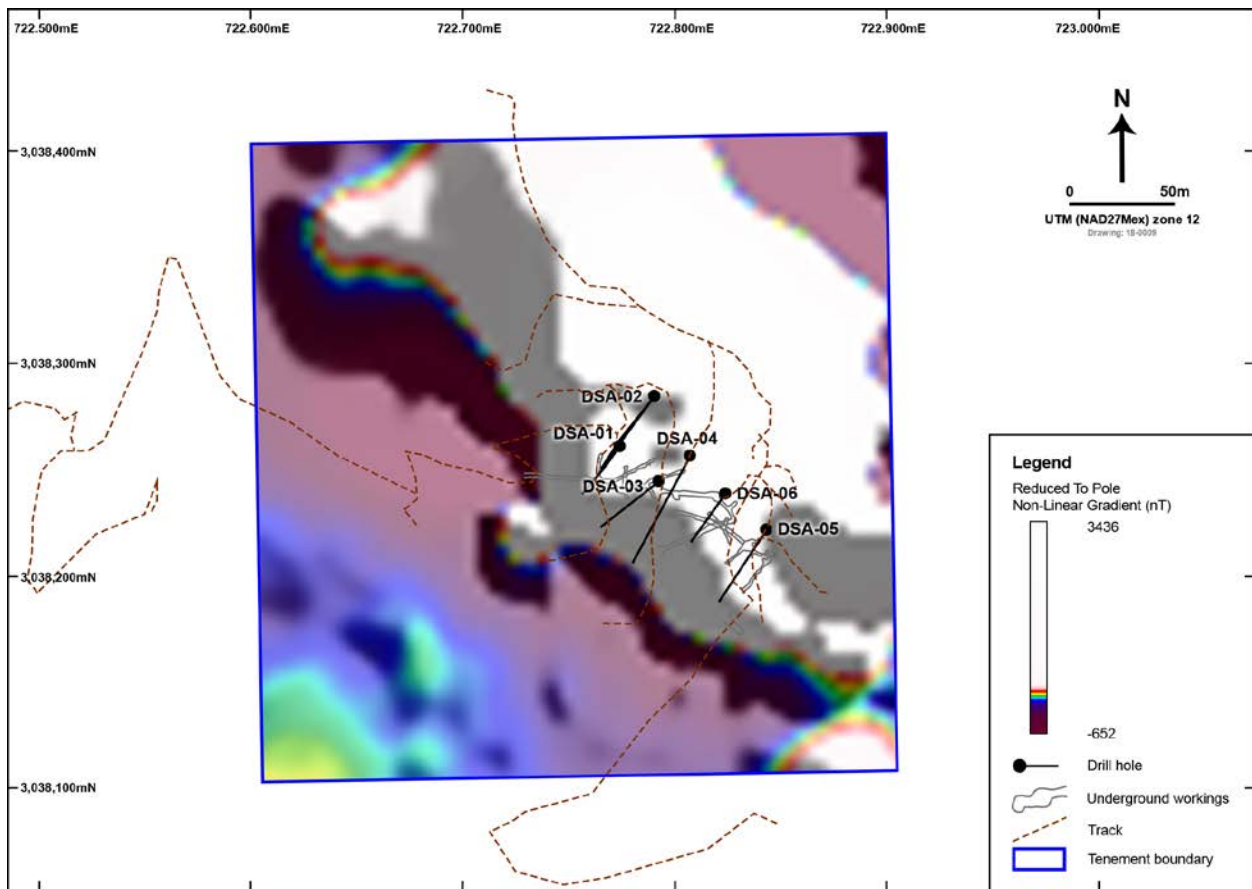 722.500mE
722.600mE
722.700mE
722.800mE
722.900mE
723.000mE
3,038,400mN
3,038,300mN
3,038,200mN
3,038,100mN
N
0 50m
UTM (NAD27Mex) zone 12
Drawing: 18-0009
DSA-02
DSA-01
DSA-04
DSA-03
DSA-06
DSA-05
Legend
Reduced To Pole
Non-Linear Gradient (nT)
3436
-652
Drill hole
Underground workings
Track
Tenement boundary